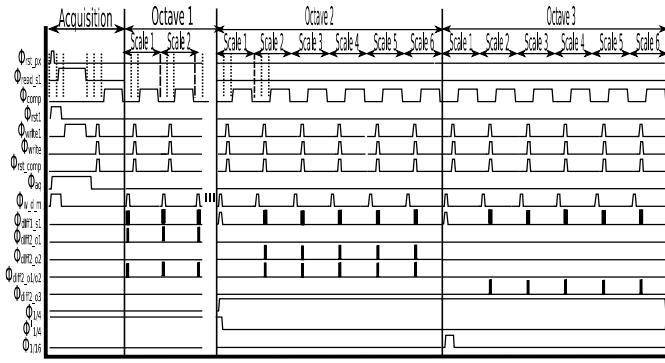 Acquisition Octave 1 Octave 2 Octave 3
Scale 1 Scale 2 Scale 1 Scale 2 Scale 3 Scale 4 Scale 5 Scale 6 Scale 1 Scale 2 Scale 3 Scale 4 Scale 5 Scale 6
Φrst_px
Φread_s1
Φcomp
Φrst1
Φwrite1
Φwrite
Φrst_comp
Φaq
Φw_d_m
Φdiff1_s1
Φdiff2_o1
Φdiff2_o2
Φdiff2_o1/o2
Φdiff2_o3
Φ1/4
Φ1/4
Φ1/16